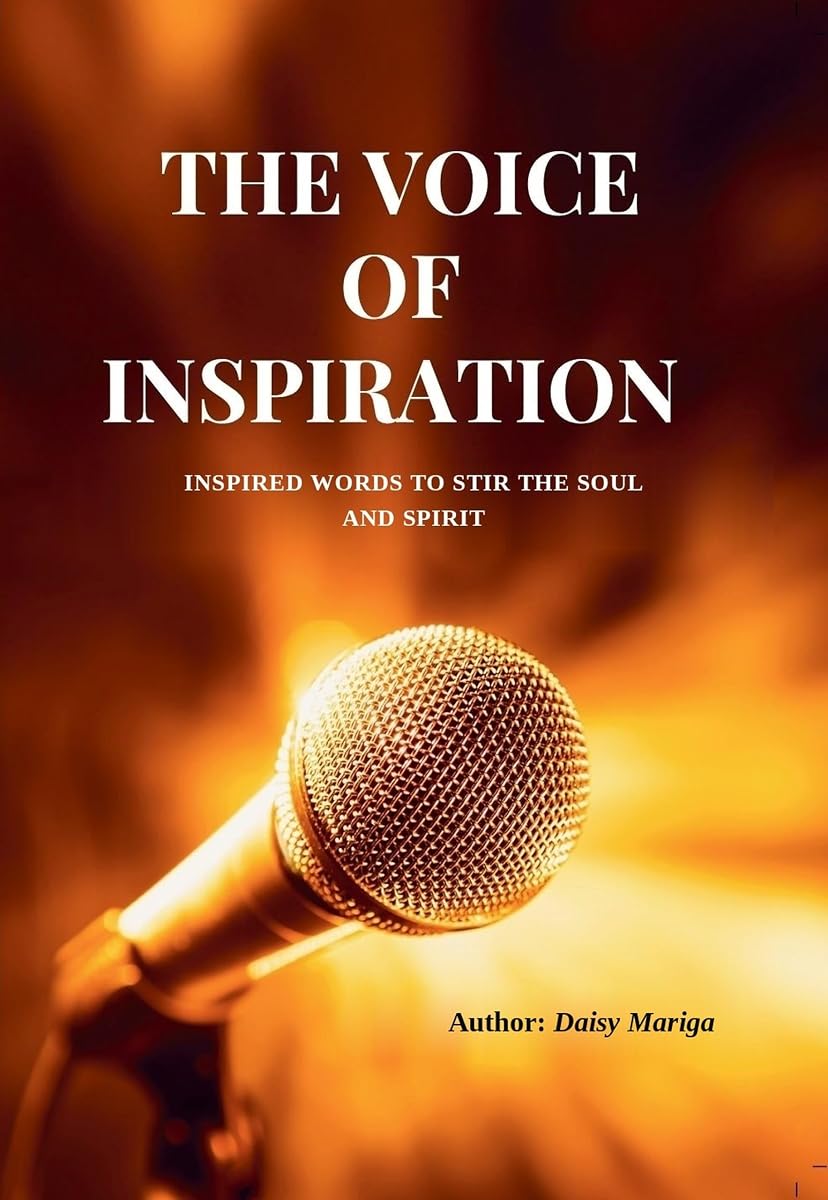 THE VOICE
OF
INSPIRATION
INSPIRED WORDS TO STIR THE SOUL
AND SPIRIT
Author: Daisy Mariga